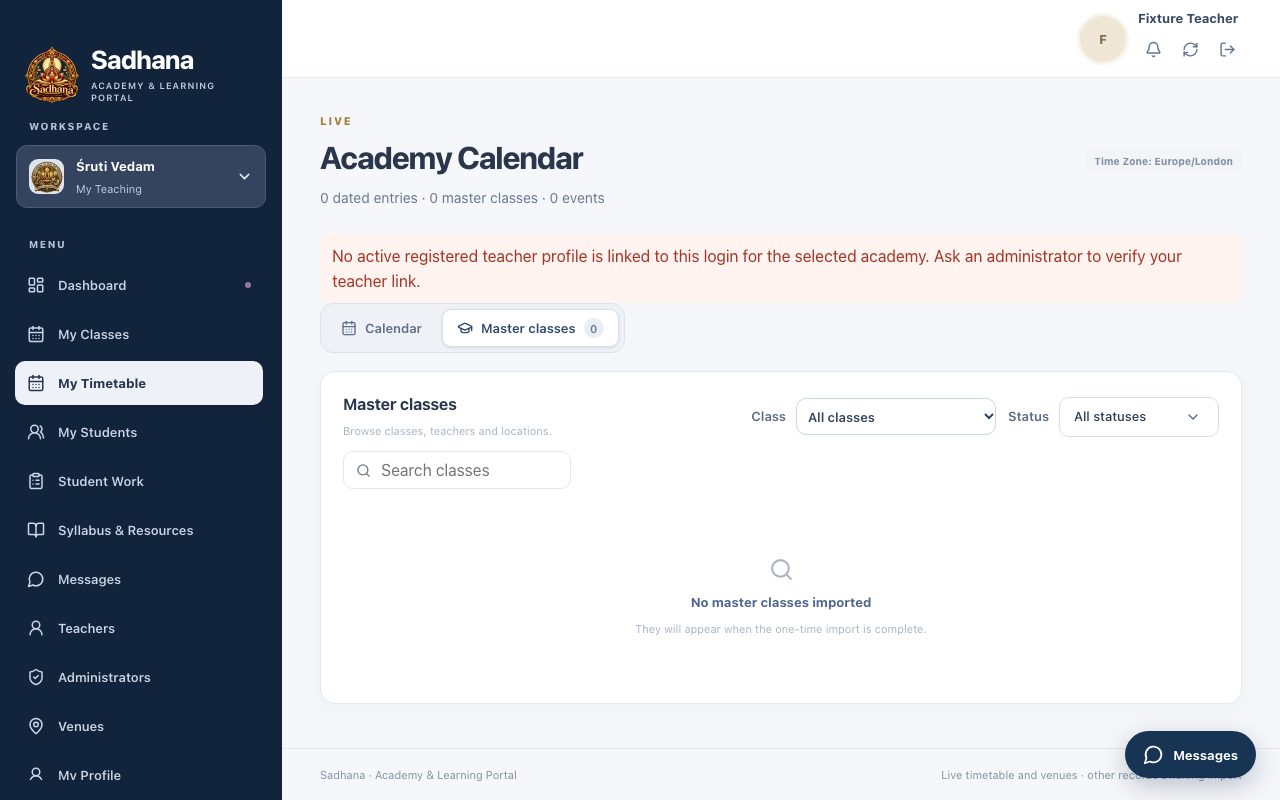 Sadhana
Sadhana
ACADEMY & LEARNING
PORTAL
WORKSPACE
Śruti Vedam
My Teaching
MENU
Dashboard
My Classes
My Timetable
My Students
Student Work
Syllabus & Resources
Messages
Teachers
Administrators
Venues
My Profile
F
Fixture Teacher
LIVE
Academy Calendar
Time Zone: Europe/London
0 dated entries · 0 master classes · 0 events
No active registered teacher profile is linked to this login for the selected academy. Ask an administrator to verify your
teacher link.
Calendar
Master classes 0
Master classes
Browse classes, teachers and locations.
Class All classes Status All statuses
Search classes
No master classes imported
They will appear when the one-time import is complete.
Messages
Sadhana · Academy & Learning Portal
Live timetable and venues · other records awaiting import